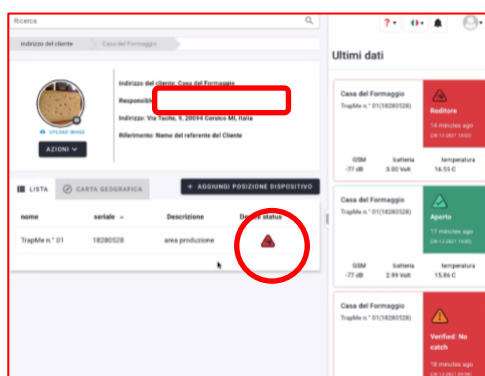 Ricerca
?
indirizzo del cliente
Casa del Formaggio
Indirizzo del cliente: Casa del Formaggio
Responsible
Indirizzo: Via Tacito, 9, 20094 Corsico MI, Italia
Riferimento: Nome del referente del Cliente
UPLOAD IMAGE
AZIONI
LISTA
CARTA GEOGRAFICA
+ AGGIUNGI POSIZIONE DISPOSITIVO
nome seriale Descrizione Device status
TrapMe n.° 01 18280528 area produzione
Ultimi dati
Casa del Formaggio
TrapMe n.° 01(18280528)
Roditore
14 minutes ago
GSM batteria temperatura
-77 dB 3.00 Volt 16.55 C
Casa del Formaggio
TrapMe n.° 01(18280528)
Aperto
17 minutes ago
GSM batteria temperatura
-77 dB 2.99 Volt 15.86 C
Casa del Formaggio
TrapMe n.° 01(18280528)
Verified: No
catch
18 minutes ago